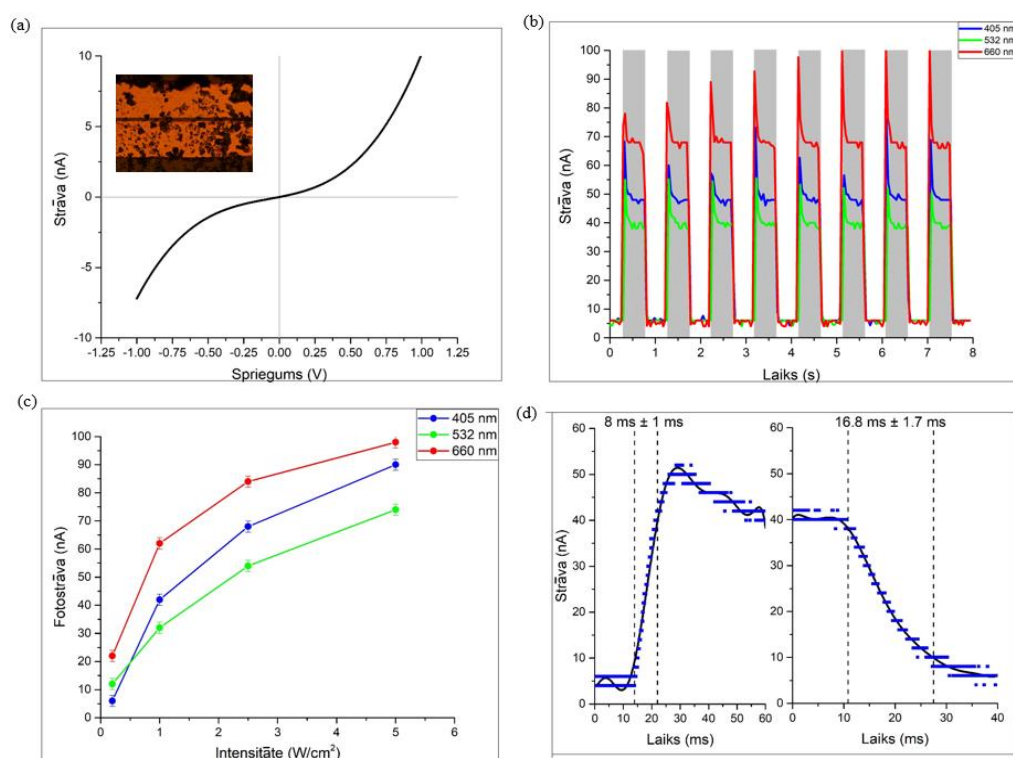 (a)
10
5
0
-5
-10
Strāva (nA)
-1.25 -1.00 -0.75 -0.50 -0.25 0.00 0.25 0.50 0.75 1.00 1.25
Spriegums (V)
(b)
405 nm
532 nm
660 nm
100
90
80
70
60
50
40
30
20
10
0
Strāva (nA)
0 1 2 3 4 5 6 7 8
Laiks (s)
(c)
405 nm
532 nm
660 nm
100
90
80
70
60
50
40
30
20
10
0
Fotostrāva (nA)
0 1 2 3 4 5 6
Intensitāte (W/cm²)
(d)
8 ms ± 1 ms
60
50
40
30
20
10
0
Strāva (nA)
0 10 20 30 40 50 60
Laiks (ms)
16.8 ms ± 1.7 ms
60
50
40
30
20
10
0
0 10 20 30 40
Laiks (ms)